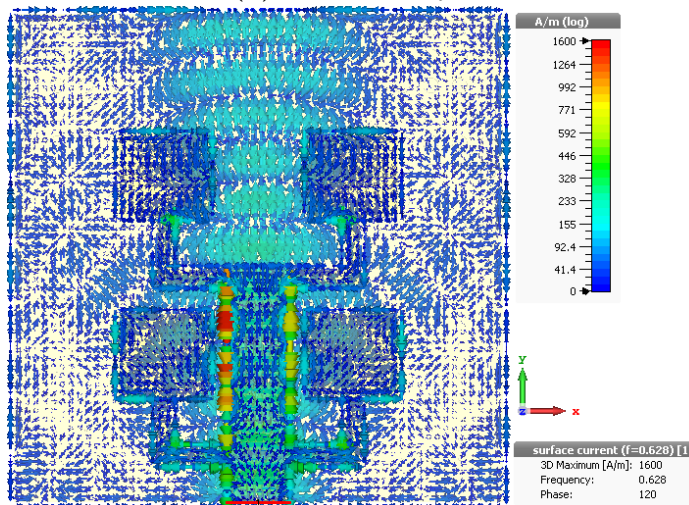 A/m (log)
1600
1264
992
771
592
446
328
233
155
92.4
41.4
0
y
z
x
surface current (f=0.628) [1
3D Maximum [A/m]: 1600
Frequency: 0.628
Phase: 120